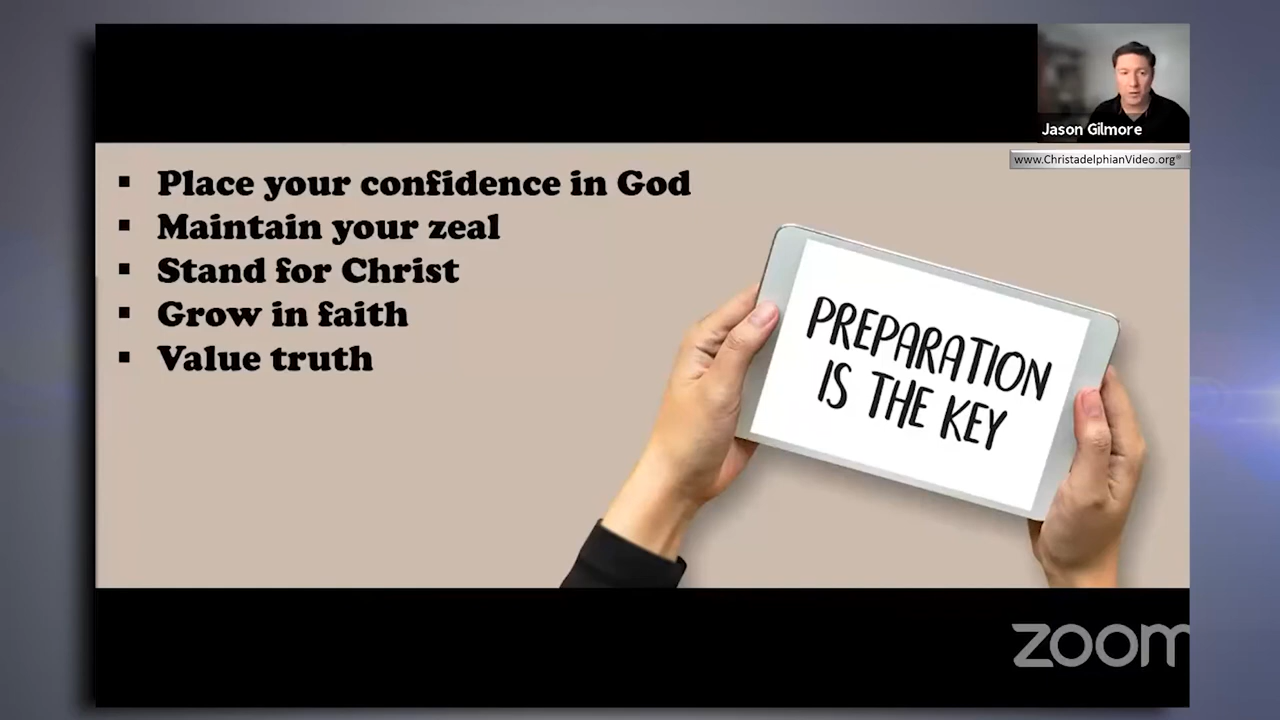 Jason Gilmore
www.ChristadelphianVideo.org®
▪ Place your confidence in God
▪ Maintain your zeal
▪ Stand for Christ
▪ Grow in faith
▪ Value truth
PREPARATION
IS THE KEY
zoom